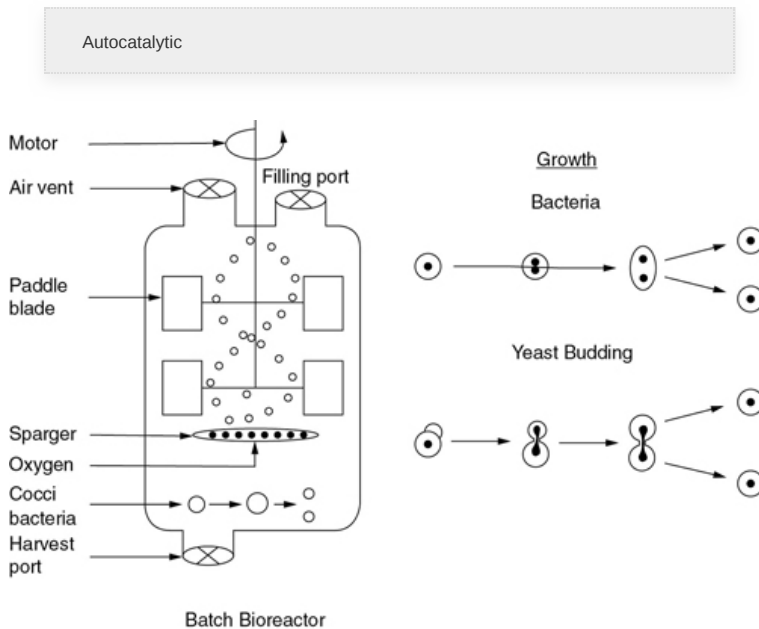 Autocatalytic
Motor
Air vent
Filling port
Paddle
blade
Sparger
Oxygen
Cocci
bacteria
Harvest
port
Batch Bioreactor
Growth
Bacteria
Yeast Budding